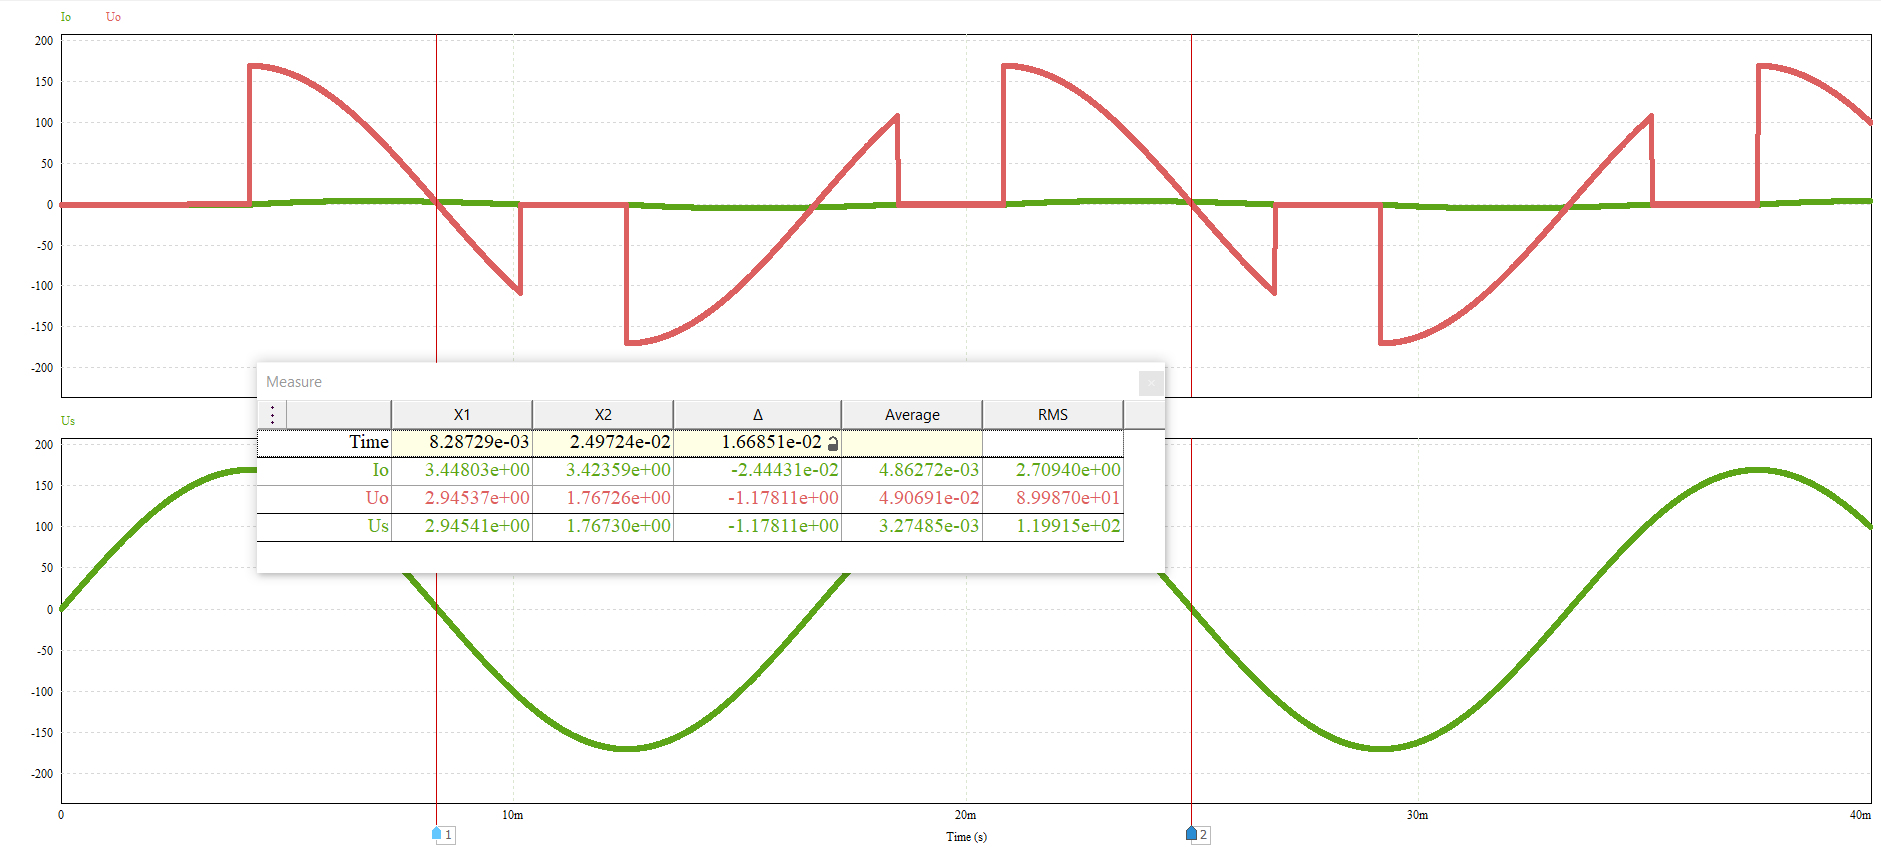 Io Uo
200
150
100
50
0
-50
-100
-150
-200
Measure
X1 X2 Δ Average RMS
Time 8.28729e-03 2.49724e-02 1.66851e-02
Io 3.44803e+00 3.42359e+00 -2.44431e-02 4.86272e-03 2.70940e+00
Uo 2.94537e+00 1.76726e+00 -1.17811e+00 4.90691e-02 8.99870e+01
Us 2.94541e+00 1.76730e+00 -1.17811e+00 3.27485e-03 1.19915e+02
Us
200
150
100
50
0
-50
-100
-150
-200
0 10m 20m 30m 40m
1 Time (s) 2